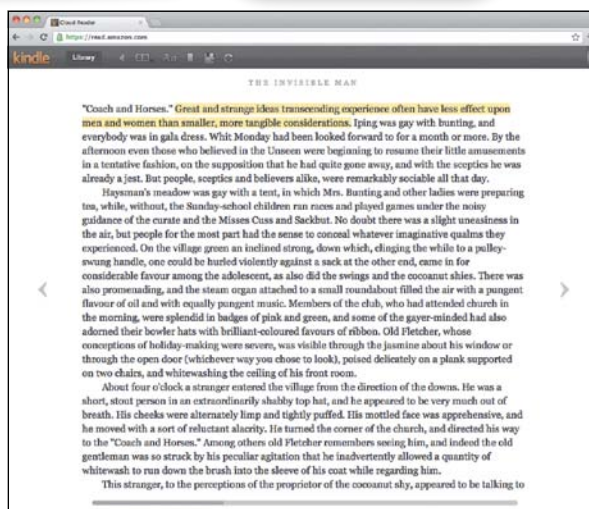 Cloud Reader
https://read.amazon.com
kindle Library Aa
THE INVISIBLE MAN
"Coach and Horses." Great and strange ideas transcending experience often have less effect upon
men and women than smaller, more tangible considerations. Iping was gay with bunting, and
everybody was in gala dress. Whit Monday had been looked forward to for a month or more. By the
afternoon even those who believed in the Unseen were beginning to resume their little amusements
in a tentative fashion, on the supposition that he had quite gone away, and with the sceptics he was
already a jest. But people, sceptics and believers alike, were remarkably sociable all that day.
Haysman's meadow was gay with a tent, in which Mrs. Bunting and other ladies were preparing
tea, while, without, the Sunday-school children ran races and played games under the noisy
guidance of the curate and the Misses Cuss and Sackbut. No doubt there was a slight uneasiness in
the air, but people for the most part had the sense to conceal whatever imaginative qualms they
experienced. On the village green an inclined strong, down which, clinging the while to a pulley-
swung handle, one could be hurled violently against a sack at the other end, came in for
considerable favour among the adolescent, as also did the swings and the cocoanut shies. There was
also promenading, and the steam organ attached to a small roundabout filled the air with a pungent
flavour of oil and with equally pungent music. Members of the club, who had attended church in
the morning, were splendid in badges of pink and green, and some of the gayer-minded had also
adorned their bowler hats with brilliant-coloured favours of ribbon. Old Fletcher, whose
conceptions of holiday-making were severe, was visible through the jasmine about his window or
through the open door (whichever way you chose to look), poised delicately on a plank supported
on two chairs, and whitewashing the ceiling of his front room.
About four o'clock a stranger entered the village from the direction of the downs. He was a
short, stout person in an extraordinarily shabby top hat, and he appeared to be very much out of
breath. His cheeks were alternately limp and tightly puffed. His mottled face was apprehensive, and
he moved with a sort of reluctant alacrity. He turned the corner of the church, and directed his way
to the "Coach and Horses." Among others old Fletcher remembers seeing him, and indeed the old
gentleman was so struck by his peculiar agitation that he inadvertently allowed a quantity of
whitewash to run down the brush into the sleeve of his coat while regarding him.
This stranger, to the perceptions of the proprietor of the cocoanut shy, appeared to be talking to